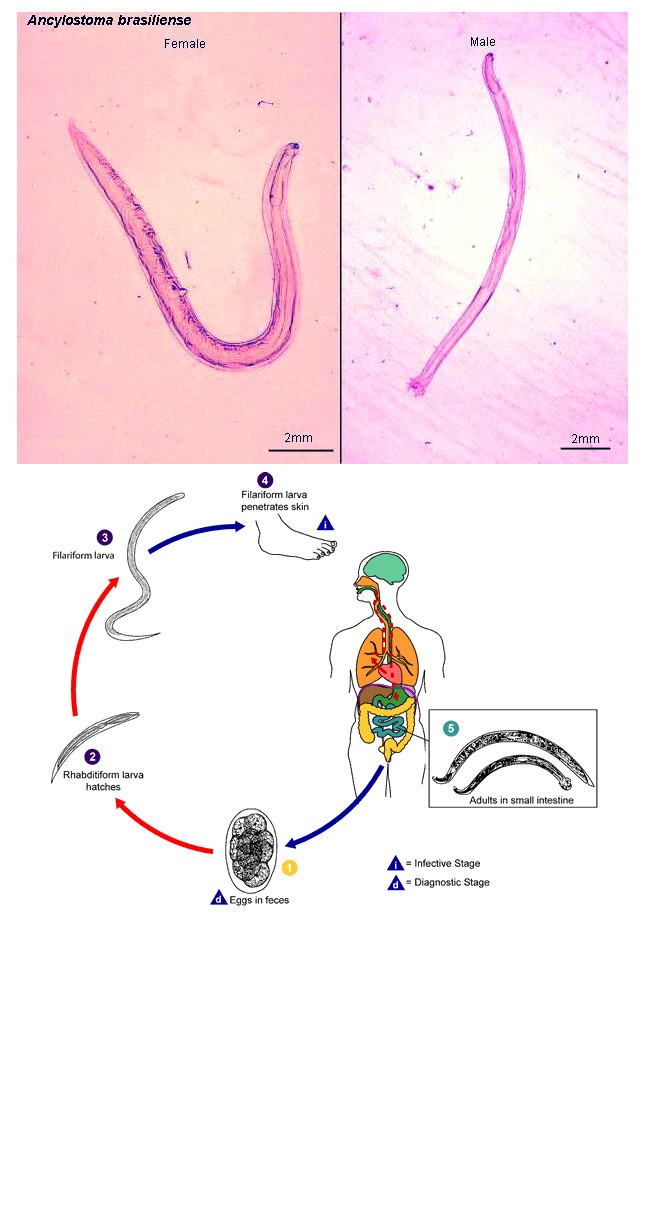 Ancylostoma brasiliense
Female
Male
2mm
2mm
4
Filariform larva
penetrates skin
i
3
Filariform larva
5
2
Rhabditiform larva
hatches
Adults in small intestine
1
i = Infective Stage
d = Diagnostic Stage
d Eggs in feces